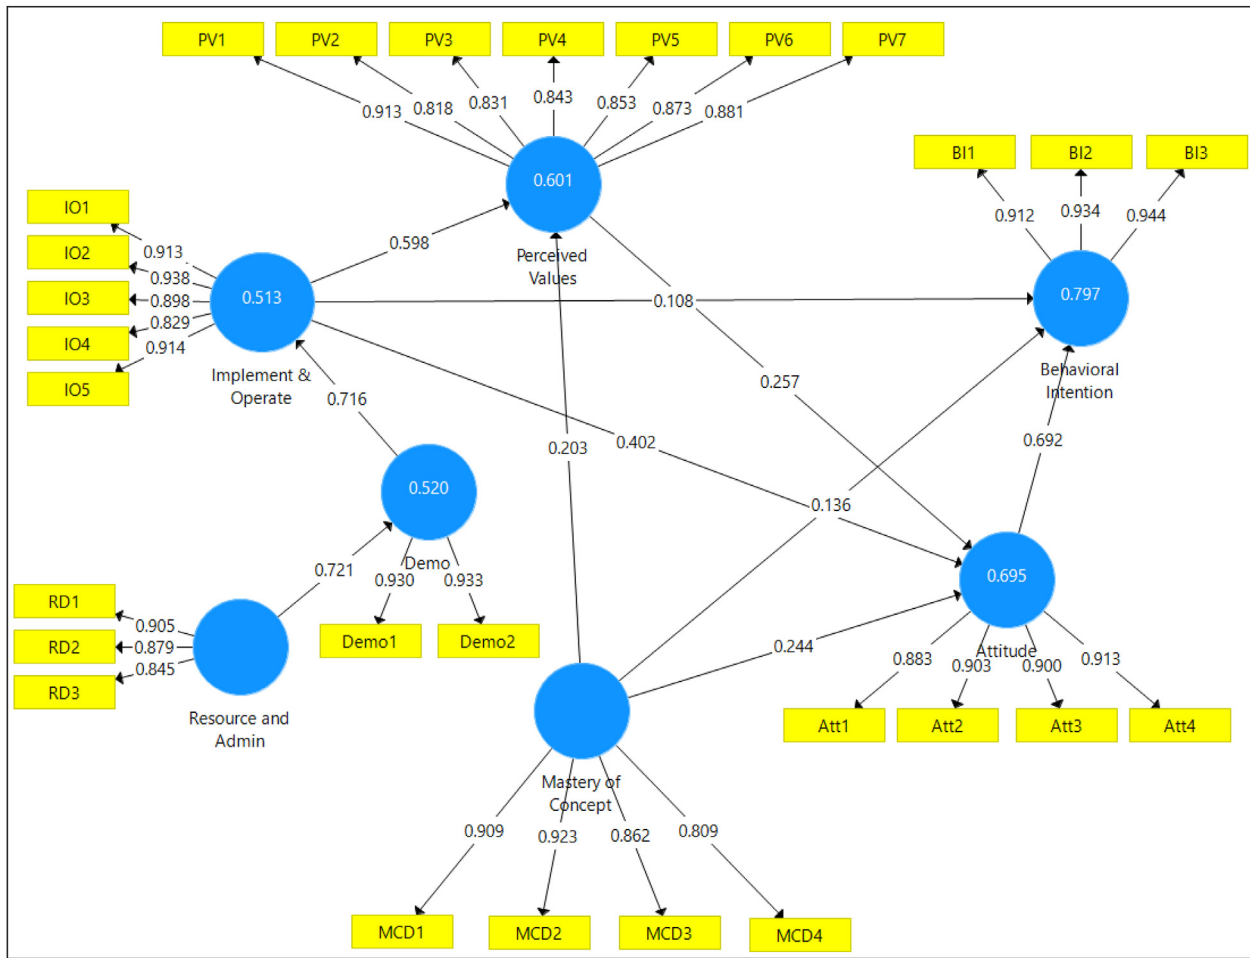 PV1 PV2 PV3 PV4 PV5 PV6 PV7
0.913 0.818 0.831 0.843 0.853 0.873 0.881
0.601
Perceived
Values
BI1 BI2 BI3
0.912 0.934 0.944
0.797
Behavioral
Intention
IO1
IO2
IO3
IO4
IO5
0.913
0.938
0.898
0.829
0.914
0.513
Implement &
Operate
0.598
0.108
0.257
0.716
0.203
0.402
0.692
0.136
0.520
Demo
0.930 0.933
Demo1 Demo2
0.721
RD1
RD2
RD3
0.905
0.879
0.845
Resource and
Admin
0.244
0.695
Attitude
0.883 0.903 0.900 0.913
Att1 Att2 Att3 Att4
Mastery of
Concept
0.909 0.923 0.862 0.809
MCD1 MCD2 MCD3 MCD4